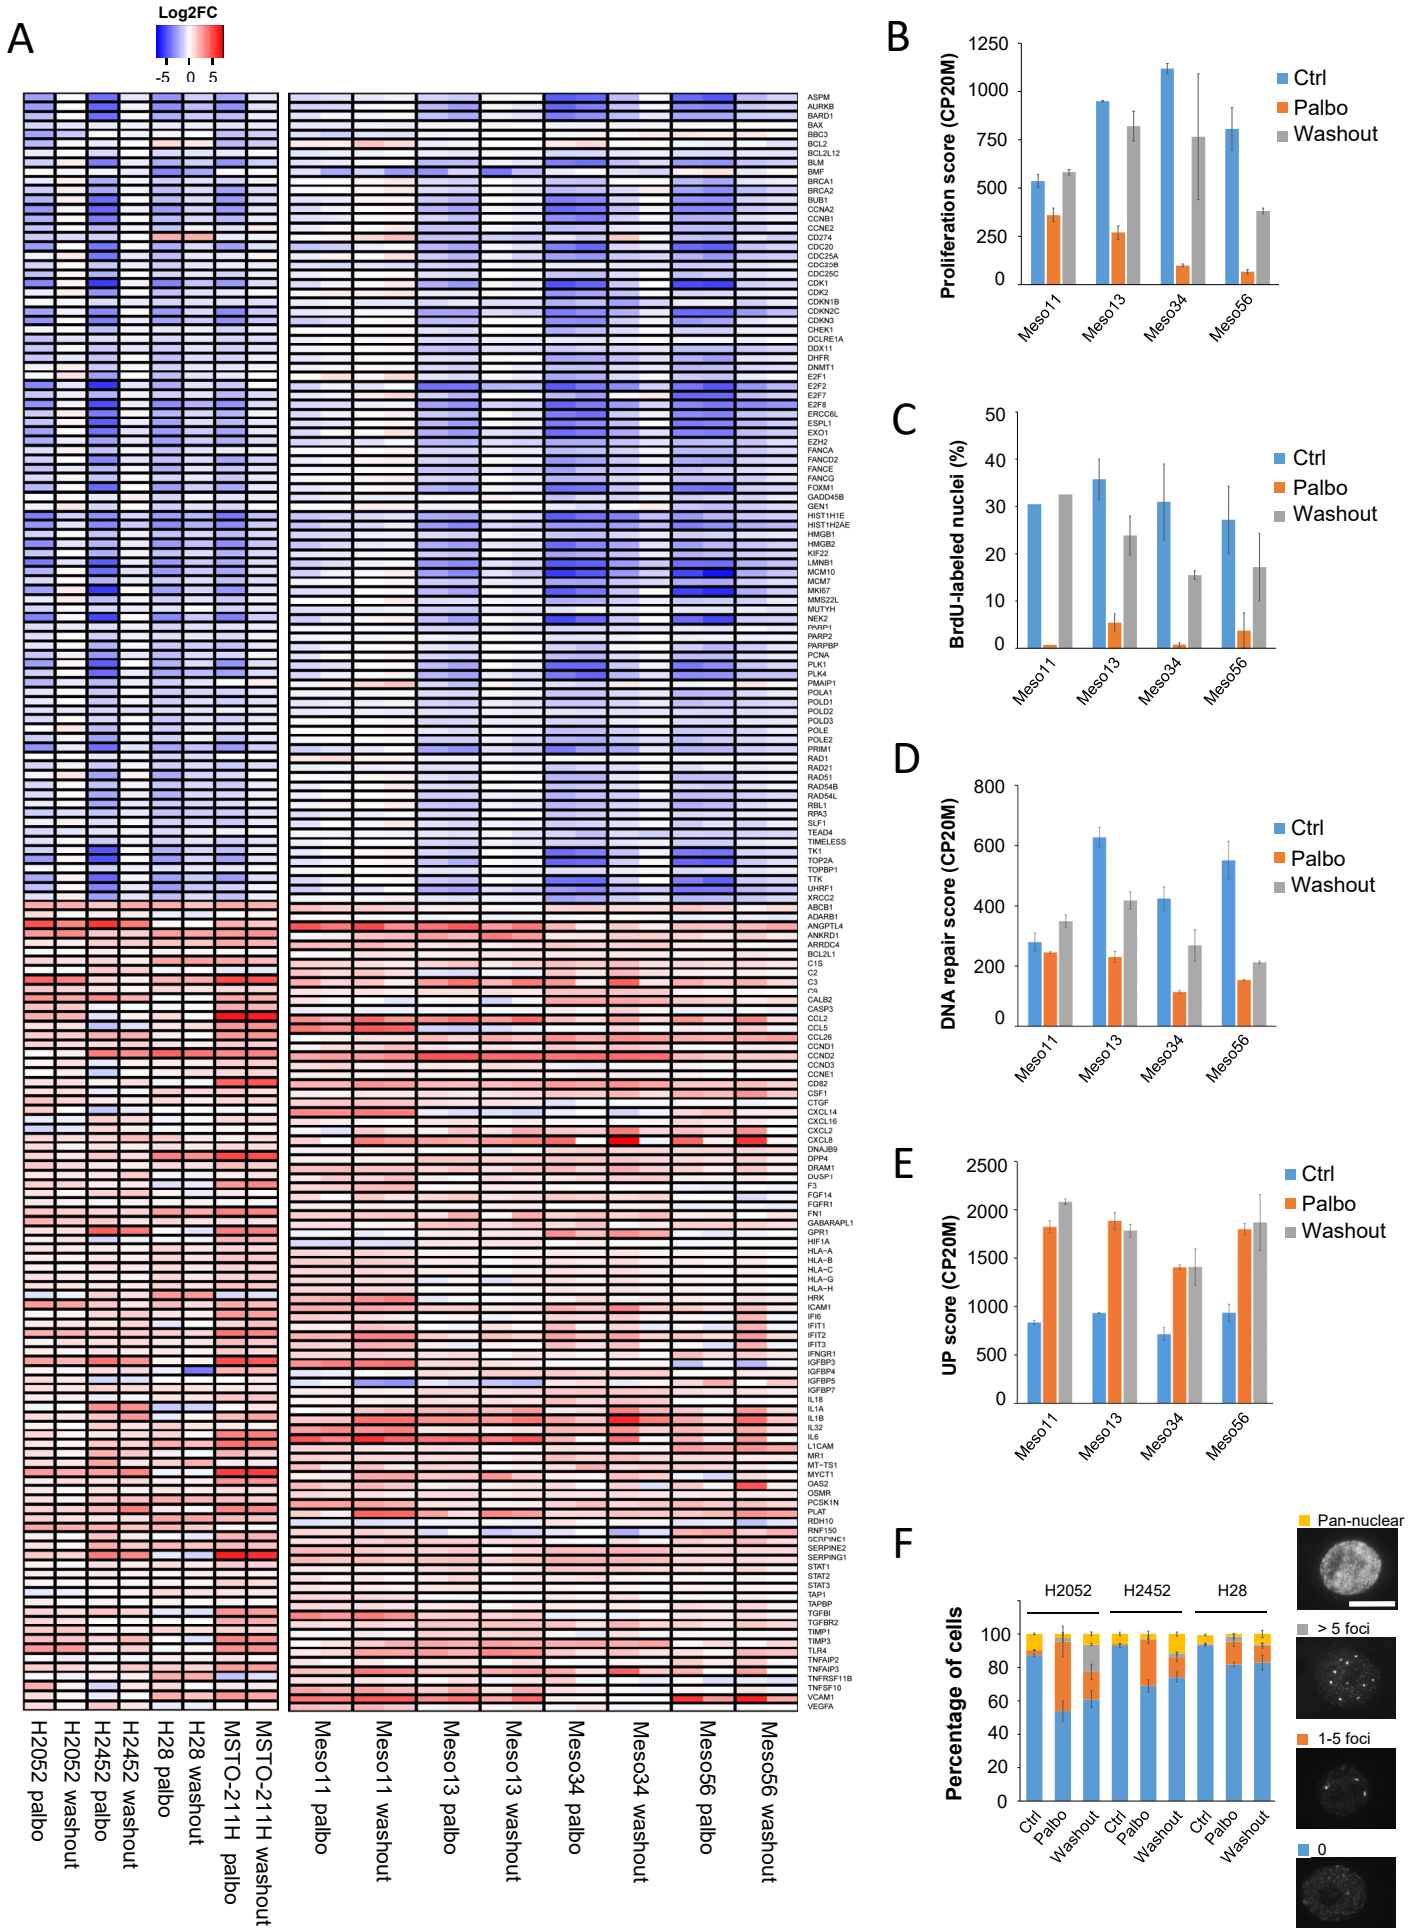 A
Log2FC
-5 0 5
ASPM
AURKB
BARD1
BAX
BBC3
BCL2
BCL2L12
BLM
BMF
BRCA1
BRCA2
BUB1
CCNA2
CCNB1
CCNE2
CD274
CDC20
CDC25A
CDC25B
CDC25C
CDK1
CDK2
CDKN1B
CDKN2C
CDKN3
CHEK1
DCLRE1A
DDX11
DHFR
DNMT1
E2F1
E2F2
E2F7
E2F8
ERCC6L
ESPL1
EXO1
EZH2
FANCA
FANCD2
FANCE
FANCG
FOXM1
GADD45B
GEN1
HIST1H1E
HIST1H2AE
HMGB1
HMGB2
KIF22
LMNB1
MCM10
MCM7
MKI67
MMS22L
MUTYH
NEK2
PARP1
PARP2
PARPBP
PCNA
PLK1
PLK4
PMAIP1
POLA1
POLD1
POLD2
POLD3
POLE
POLE2
PRIM1
RAD1
RAD21
RAD51
RAD54B
RAD54L
RBL1
RPA3
SLF1
TEAD4
TIMELESS
TK1
TOP2A
TOPBP1
TTK
UHRF1
XRCC2
ABCB1
ADARB1
ANGPTL4
ANKRD1
ARRDC4
BCL2L1
C1S
C2
C3
C9
CALB2
CASP3
CCL2
CCL5
CCL26
CCND1
CCND2
CCND3
CCNE1
CD82
CSF1
CTGF
CXCL14
CXCL16
CXCL2
CXCL8
DNAJB9
DPP4
DRAM1
DUSP1
F3
FGF14
FGFR1
FN1
GABARAPL1
GPR1
HIF1A
HLA−A
HLA−B
HLA−C
HLA−G
HLA−H
HRK
ICAM1
IFI6
IFIT1
IFIT2
IFIT3
IFNGR1
IGFBP3
IGFBP4
IGFBP5
IGFBP7
IL18
IL1A
IL1B
IL32
IL6
L1CAM
MR1
MT−TS1
MYCT1
OAS2
OSMR
PCSK1N
PLAT
RDH10
RNF150
SERPINE1
SERPINE2
SERPING1
STAT1
STAT2
STAT3
TAP1
TAPBP
TGFBI
TGFBR2
TIMP1
TIMP3
TLR4
TNFAIP2
TNFAIP3
TNFRSF11B
TNFSF10
VCAM1
VEGFA
H2052 palbo
H2052 washout
H2452 palbo
H2452 washout
H28 palbo
H28 washout
MSTO-211H palbo
MSTO-211H washout
Meso11 palbo
Meso11 washout
Meso13 palbo
Meso13 washout
Meso34 palbo
Meso34 washout
Meso56 palbo
Meso56 washout
B
Proliferation score (CP20M)
1250
1000
750
500
250
0
Meso11
Meso13
Meso34
Meso56
Ctrl
Palbo
Washout
C
BrdU-labeled nuclei (%)
50
40
30
20
10
0
Meso11
Meso13
Meso34
Meso56
Ctrl
Palbo
Washout
D
DNA repair score (CP20M)
800
600
400
200
0
Meso11
Meso13
Meso34
Meso56
Ctrl
Palbo
Washout
E
UP score (CP20M)
2500
2000
1500
1000
500
0
Meso11
Meso13
Meso34
Meso56
Ctrl
Palbo
Washout
F
Percentage of cells
H2052 H2452 H28
100
80
60
40
20
0
Ctrl
Palbo
Washout
Ctrl
Palbo
Washout
Ctrl
Palbo
Washout
Pan-nuclear
> 5 foci
1-5 foci
0